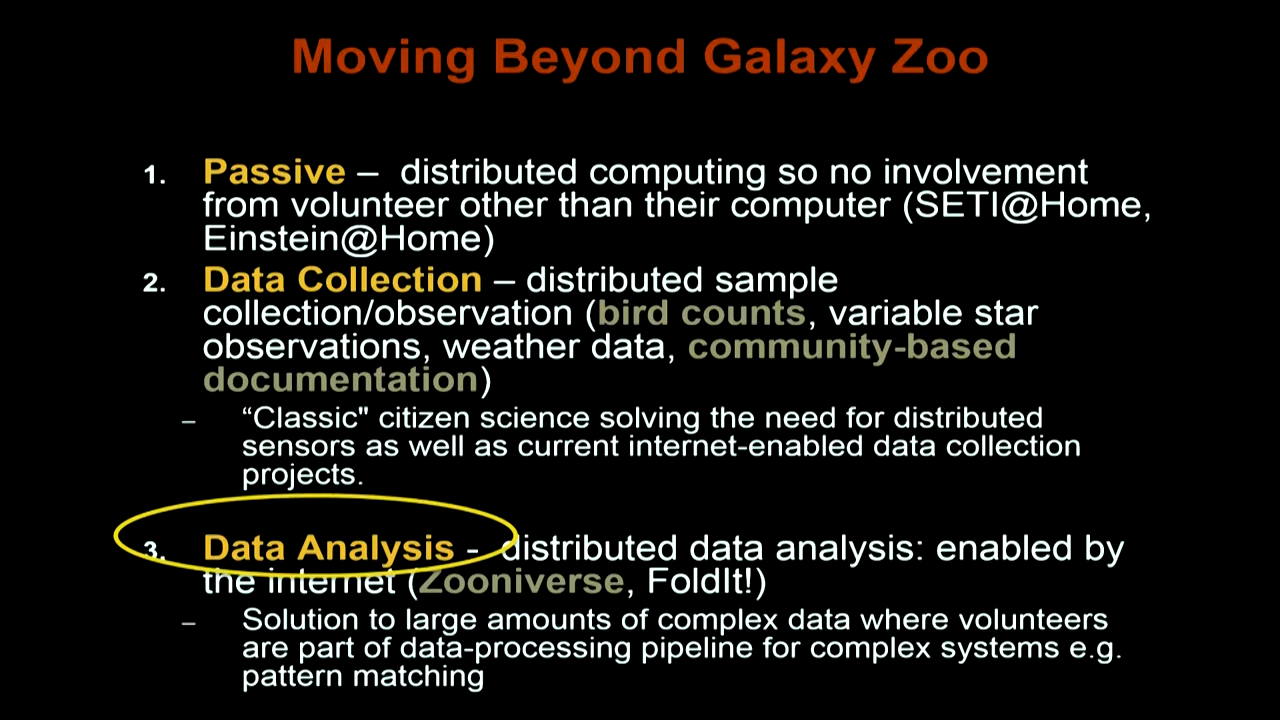 Moving Beyond Galaxy Zoo
1. Passive – distributed computing so no involvement
from volunteer other than their computer (SETI@Home,
Einstein@Home)
2. Data Collection – distributed sample
collection/observation (bird counts, variable star
observations, weather data, community-based
documentation)
– “Classic" citizen science solving the need for distributed
sensors as well as current internet-enabled data collection
projects.
3. Data Analysis - distributed data analysis: enabled by
the internet (Zooniverse, FoldIt!)
– Solution to large amounts of complex data where volunteers
are part of data-processing pipeline for complex systems e.g.
pattern matching